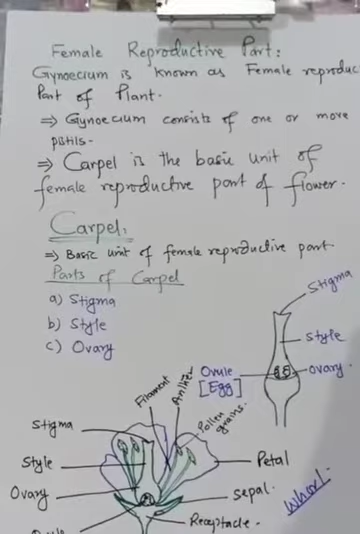 Female Reproductive Part:
Gynoecium is known as Female reproduc
Part of Plant.
⇒ Gynoecium consists of one or more
pistils.
⇒ Carpel is the basic unit of
female reproductive part of flower.
Carpel:
⇒ Basic unit of female reproductive part.
Parts of Carpel
a) Stigma
b) Style
c) Ovary
Stigma
Style
Ovary.
Ovule
[Egg]
Filament
Anther
Pollen
grains.
Stigma
Style
Ovary
Petal
Sepal.
Receptacle.
Whorl.
Ovule